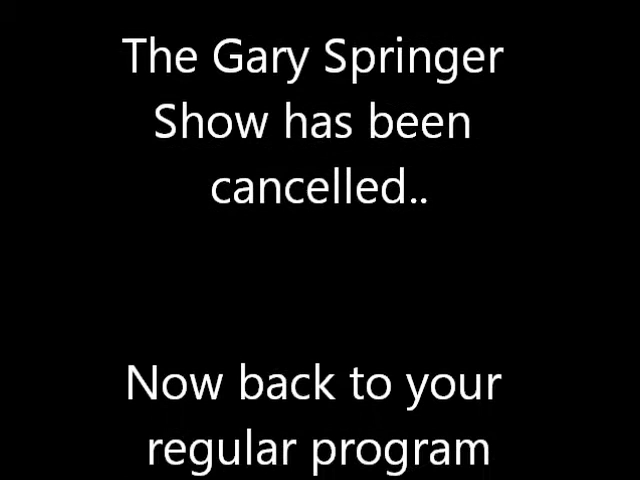 The Gary Springer
Show has been
cancelled..
Now back to your
regular program